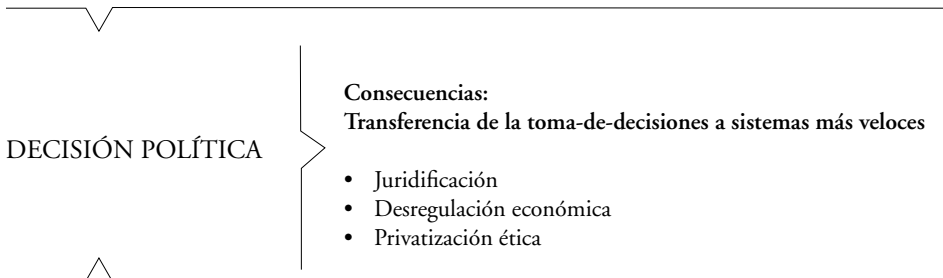 DECISIÓN POLÍTICA
Consecuencias:
Transferencia de la toma-de-decisiones a sistemas más veloces
• Juridificación
• Desregulación económica
• Privatización ética